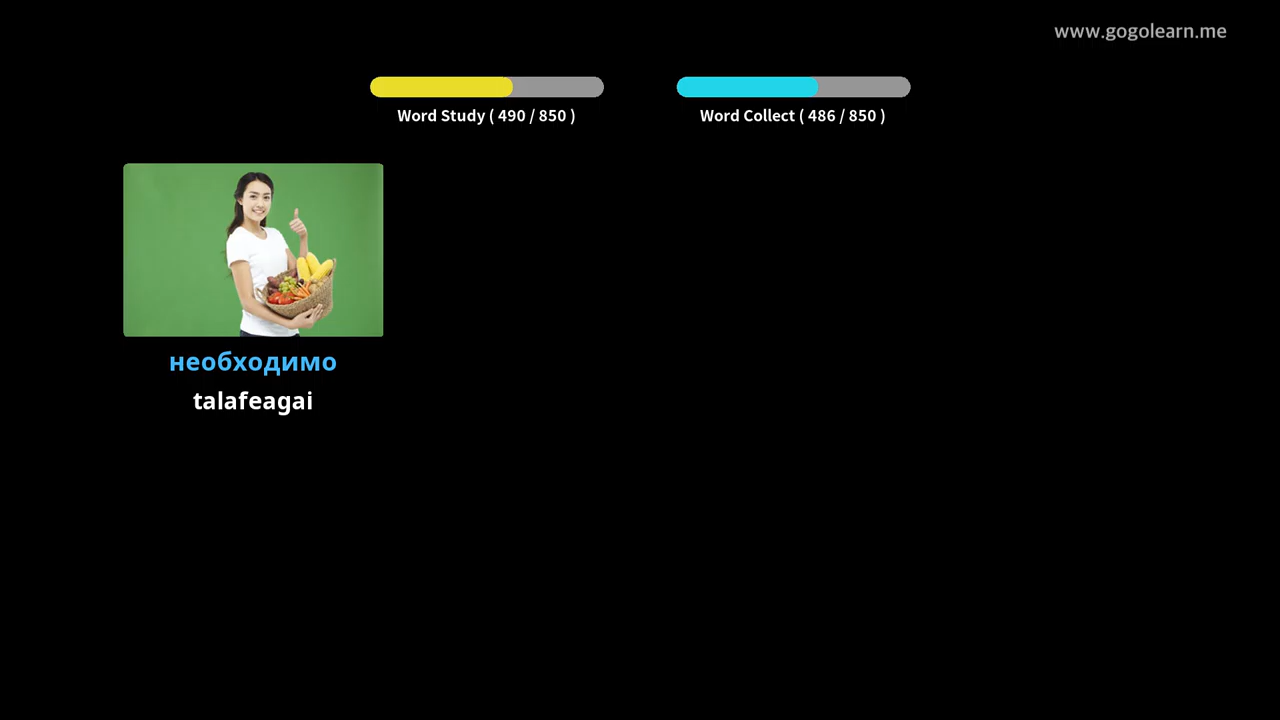 www.gogolearn.me
Word Study ( 490 / 850 )
Word Collect ( 486 / 850 )
необходимо
talafeagai